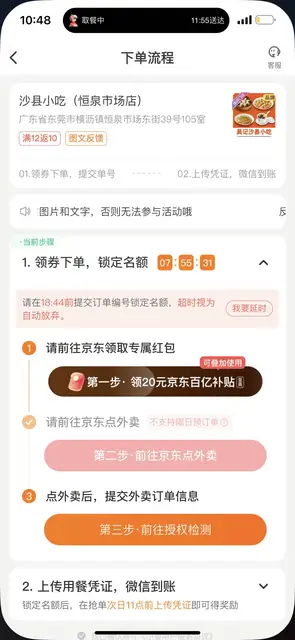 10:48
取餐中
11:55送达
下单流程
客服
沙县小吃（恒泉市场店）
广东省东莞市横沥镇恒泉市场东街39号105室
满12返10
图文反馈
吴记沙县小吃
01.领券下单，提交单号
02.上传凭证，微信到账
:图片和文字，否则无法参与活动哦
当前步骤
1. 领券下单，锁定名额 07:55:31
请在18:44前提交订单编号锁定名额，超时视为
自动放弃。
我要延时
1 请前往京东领取专属红包
可叠加使用
第一步·领20元京东百亿补贴
请前往京东点外卖 不支持隔日预订单
第二步·前往京东点外卖
3 点外卖后，提交外卖订单信息
第三步·前往授权检测
2. 上传用餐凭证，微信到账
锁定名额后，在抢单次日11点前上传凭证即可得奖励